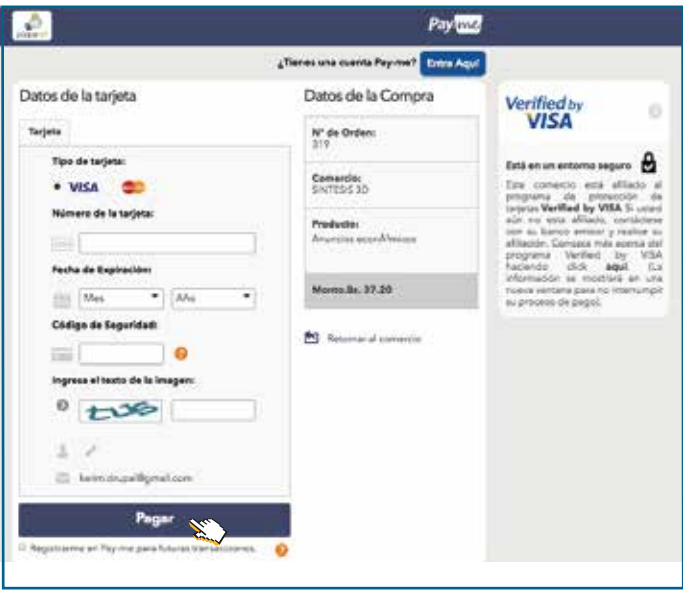 Pay-me
¿Tienes una cuenta Pay-me? Entra Aquí
Datos de la tarjeta
Tarjeta
Tipo de tarjeta:
VISA
Número de la tarjeta:
Fecha de Expiración:
Mes Año
Código de Seguridad:
Ingresa el texto de la imagen:
kerim.drupal@gmail.com
Pagar
Registrarme en Pay-me para futuras transacciones.
Datos de la Compra
N° de Orden:
319
Comercio:
SINTESIS 3D
Producto:
Anuncios económicos
Monto.Bs. 37.20
Retornar al comercio
Verified by
VISA
Está en un entorno seguro
Este comercio está afiliado al
programa de protección de
tarjetas Verified by VISA Si usted
aún no está afiliado, contáctese
con su banco emisor y realice su
afiliación. Conozca más acerca del
programa Verified by VISA
haciendo click aquí. (La
información se mostrará en una
nueva ventana para no interrumpir
su proceso de pago).